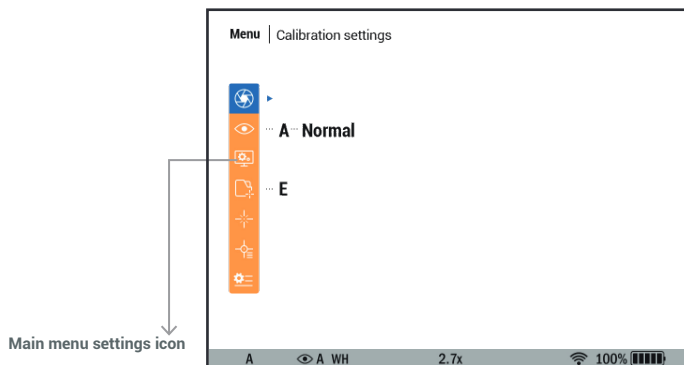 Menu | Calibration settings
A Normal
E
Main menu settings icon
A A WH 2.7x 100%